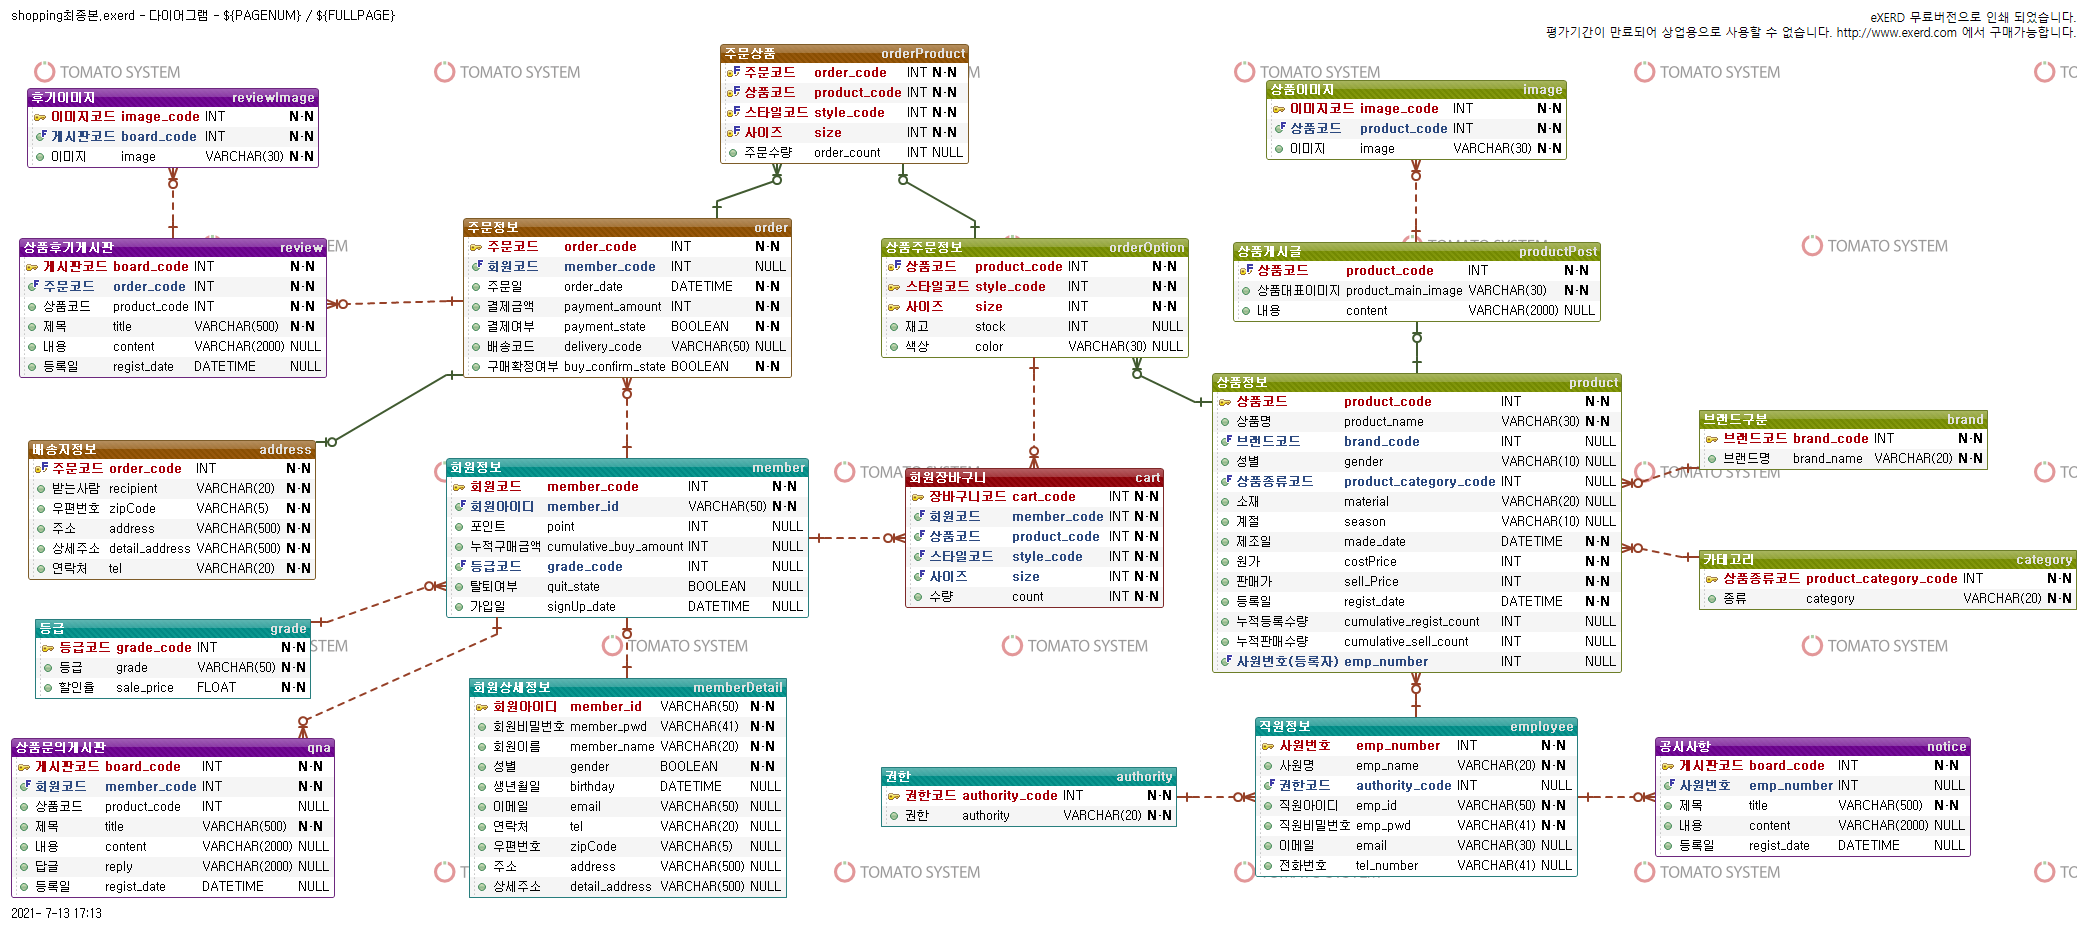 shopping최종본.exerd - 다이어그램 - ${PAGENUM} / ${FULLPAGE}
eXERD 무료버전으로 인쇄 되었습니다.
평가기간이 만료되어 상업용으로 사용할 수 없습니다. http://www.exerd.com 에서 구매가능합니다.
TOMATO SYSTEM
TOMATO SYSTEM
TOMATO SYSTEM
TOMATO SYSTEM
주문상품 orderProduct
주문코드 order_code INT N-N
상품코드 product_code INT N-N
스타일코드 style_code INT N-N
사이즈 size INT N-N
주문수량 order_count INT NULL
후기이미지 reviewImage
이미지코드 image_code INT N-N
게시판코드 board_code INT N-N
이미지 image VARCHAR(30) N-N
상품이미지 image
이미지코드 image_code INT N-N
상품코드 product_code INT N-N
이미지 image VARCHAR(30) N-N
상품후기게시판 review
게시판코드 board_code INT N-N
주문코드 order_code INT N-N
상품코드 product_code INT N-N
제목 title VARCHAR(500) N-N
내용 content VARCHAR(2000) NULL
등록일 regist_date DATETIME NULL
주문정보 order
주문코드 order_code INT N-N
회원코드 member_code INT NULL
주문일 order_date DATETIME N-N
결제금액 payment_amount INT N-N
결제여부 payment_state BOOLEAN N-N
배송코드 delivery_code VARCHAR(50) NULL
구매확정여부 buy_confirm_state BOOLEAN N-N
상품주문정보 orderOption
상품코드 product_code INT N-N
스타일코드 style_code INT N-N
사이즈 size INT N-N
재고 stock INT NULL
색상 color VARCHAR(30) NULL
상품게시글 productPost
상품코드 product_code INT N-N
상품대표이미지 product_main_image VARCHAR(30) N-N
내용 content VARCHAR(2000) NULL
TOMATO SYSTEM
배송지정보 address
주문코드 order_code INT N-N
받는사람 recipient VARCHAR(20) N-N
우편번호 zipCode VARCHAR(5) N-N
주소 address VARCHAR(500) N-N
상세주소 detail_address VARCHAR(500) N-N
연락처 tel VARCHAR(20) N-N
회원정보 member
회원코드 member_code INT N-N
회원아이디 member_id VARCHAR(50) N-N
포인트 point INT NULL
누적구매금액 cumulative_buy_amount INT NULL
등급코드 grade_code INT NULL
탈퇴여부 quit_state BOOLEAN NULL
가입일 signUp_date DATETIME NULL
회원장바구니 cart
장바구니코드 cart_code INT N-N
회원코드 member_code INT N-N
상품코드 product_code INT N-N
스타일코드 style_code INT N-N
사이즈 size INT N-N
수량 count INT N-N
상품정보 product
상품코드 product_code INT N-N
상품명 product_name VARCHAR(30) N-N
브랜드코드 brand_code INT NULL
성별 gender VARCHAR(10) NULL
상품종류코드 product_category_code INT NULL
소재 material VARCHAR(20) NULL
계절 season VARCHAR(10) NULL
제조일 made_date DATETIME N-N
원가 costPrice INT N-N
판매가 sell_Price INT N-N
등록일 regist_date DATETIME N-N
누적등록수량 cumulative_regist_count INT NULL
누적판매수량 cumulative_sell_count INT NULL
사원번호(등록자) emp_number INT NULL
브랜드구분 brand
브랜드코드 brand_code INT N-N
브랜드명 brand_name VARCHAR(20) N-N
카테고리 category
상품종류코드 product_category_code INT N-N
종류 category VARCHAR(20) N-N
등급 grade
등급코드 grade_code INT N-N
등급 grade VARCHAR(50) N-N
할인율 sale_price FLOAT N-N
TOMATO SYSTEM
TOMATO SYSTEM
TOMATO SYSTEM
상품문의게시판 qna
게시판코드 board_code INT N-N
회원코드 member_code INT N-N
상품코드 product_code INT NULL
제목 title VARCHAR(500) N-N
내용 content VARCHAR(2000) NULL
답글 reply VARCHAR(2000) NULL
등록일 regist_date DATETIME NULL
회원상세정보 memberDetail
회원아이디 member_id VARCHAR(50) N-N
회원비밀번호 member_pwd VARCHAR(41) N-N
회원이름 member_name VARCHAR(20) N-N
성별 gender BOOLEAN N-N
생년월일 birthday DATETIME NULL
이메일 email VARCHAR(50) NULL
연락처 tel VARCHAR(20) NULL
우편번호 zipCode VARCHAR(5) NULL
주소 address VARCHAR(500) NULL
상세주소 detail_address VARCHAR(500) NULL
권한 authority
권한코드 authority_code INT N-N
권한 authority VARCHAR(20) N-N
직원정보 employee
사원번호 emp_number INT N-N
사원명 emp_name VARCHAR(20) N-N
권한코드 authority_code INT NULL
직원아이디 emp_id VARCHAR(50) N-N
직원비밀번호 emp_pwd VARCHAR(41) N-N
이메일 email VARCHAR(30) NULL
전화번호 tel_number VARCHAR(41) NULL
공시사항 notice
게시판코드 board_code INT N-N
사원번호 emp_number INT NULL
제목 title VARCHAR(500) N-N
내용 content VARCHAR(2000) NULL
등록일 regist_date DATETIME NULL
TOMATO SYSTEM
TOMATO SYSTEM
2021- 7-13 17:13